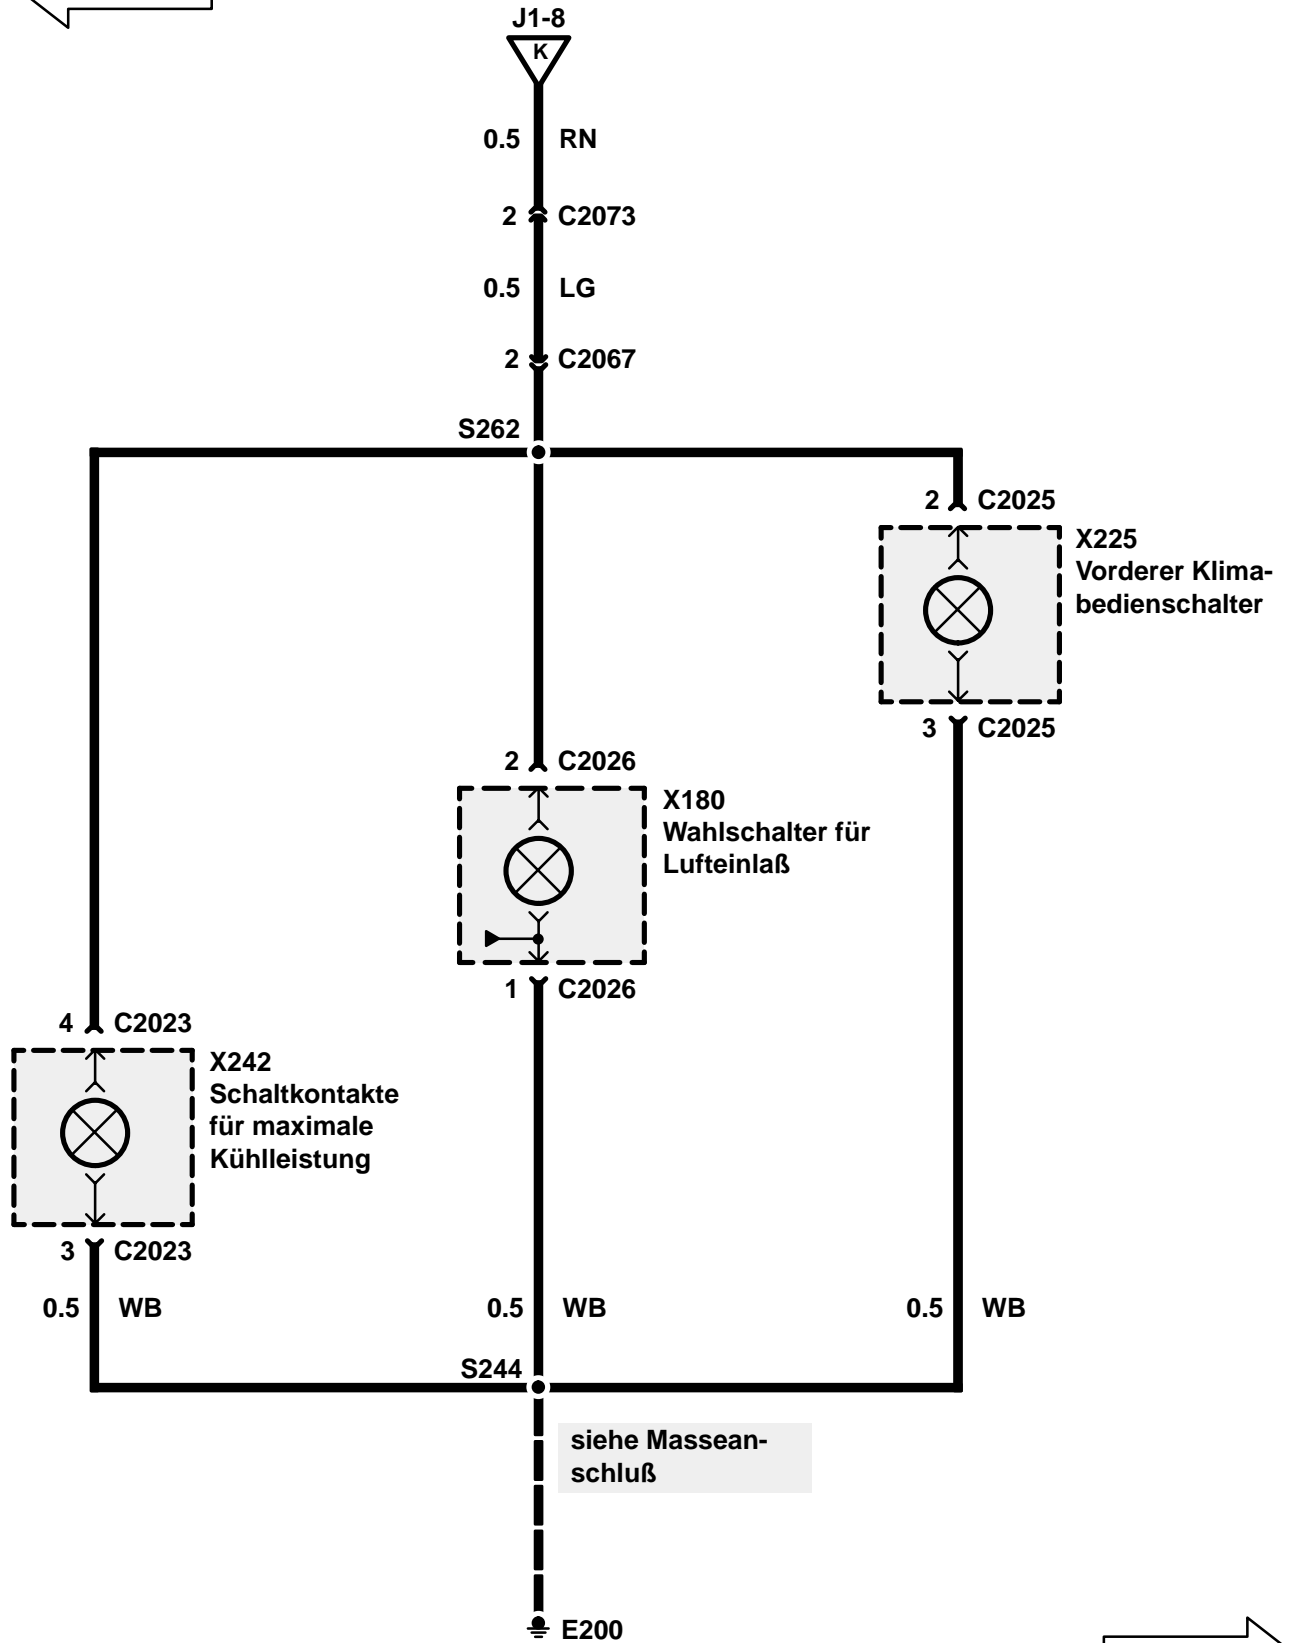 J1-8
K
0.5 RN
2 C2073
0.5 LG
2 C2067
S262
2 C2025
X225
Vorderer Klima-
bedienschalter
3 C2025
2 C2026
X180
Wahlschalter für
Lufteinlaß
1 C2026
4 C2023
X242
Schaltkontakte
für maximale
Kühlleistung
3 C2023
0.5 WB 0.5 WB 0.5 WB
S244
siehe Massean-
schluß
E200